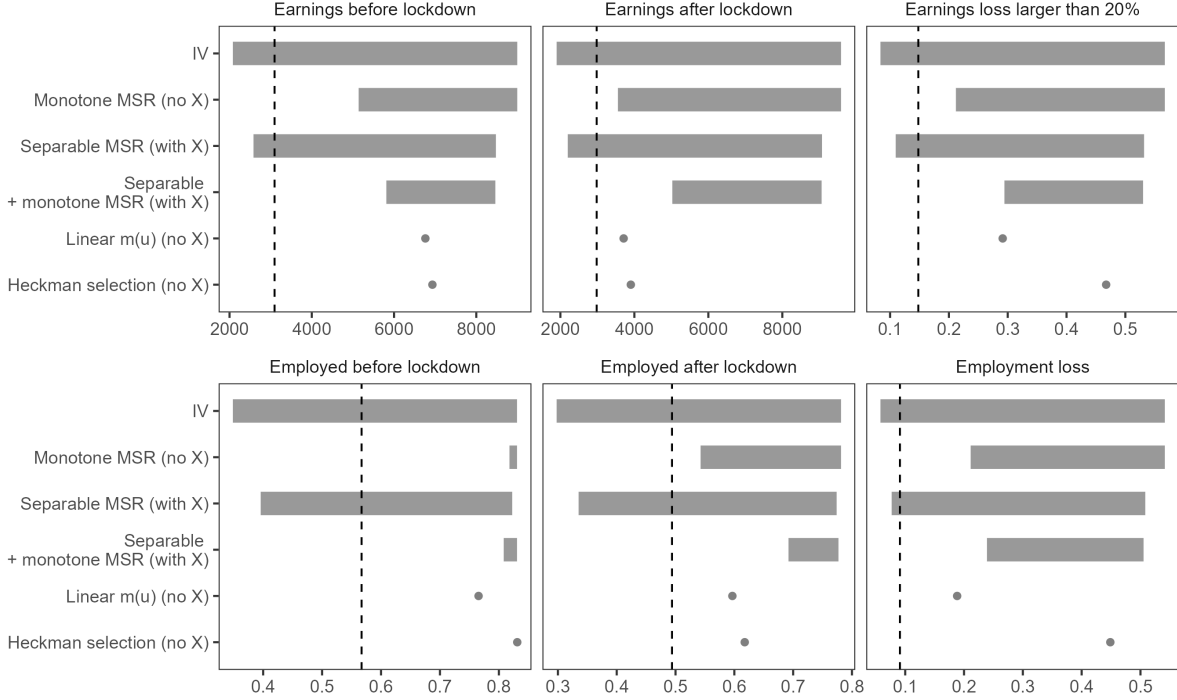 Earnings before lockdown
Earnings after lockdown
Earnings loss larger than 20%
IV
Monotone MSR (no X)
Separable MSR (with X)
Separable
+ monotone MSR (with X)
Linear m(u) (no X)
Heckman selection (no X)
2000 4000 6000 8000
2000 4000 6000 8000
0.1 0.2 0.3 0.4 0.5
Employed before lockdown
Employed after lockdown
Employment loss
IV
Monotone MSR (no X)
Separable MSR (with X)
Separable
+ monotone MSR (with X)
Linear m(u) (no X)
Heckman selection (no X)
0.4 0.5 0.6 0.7 0.8
0.3 0.4 0.5 0.6 0.7 0.8
0.1 0.2 0.3 0.4 0.5